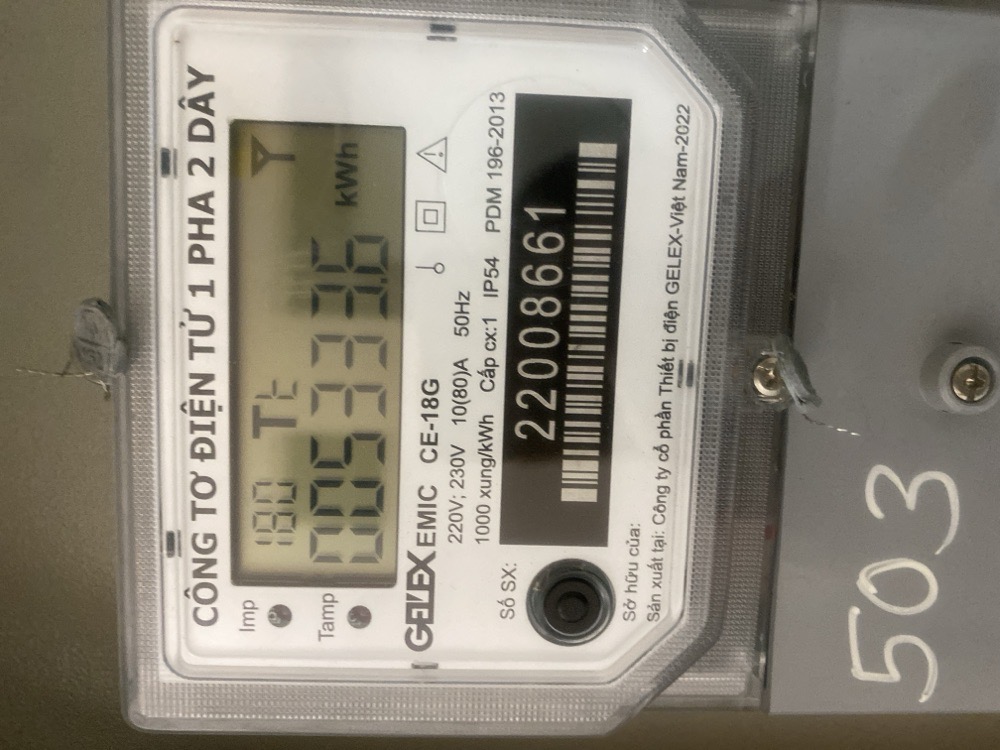 CÔNG TƠ ĐIỆN TỬ 1 PHA 2 DÂY
Imp
Tamp
kWh
GELEX EMIC CE-18G
220V; 230V 10(80)A 50Hz
1000 xung/kWh Cấp cx:1 IP54 PDM 196-2013
Số SX:
22008661
Sở hữu của:
Sản xuất tại: Công ty cổ phần Thiết bị điện GELEX-Việt Nam-2022
503